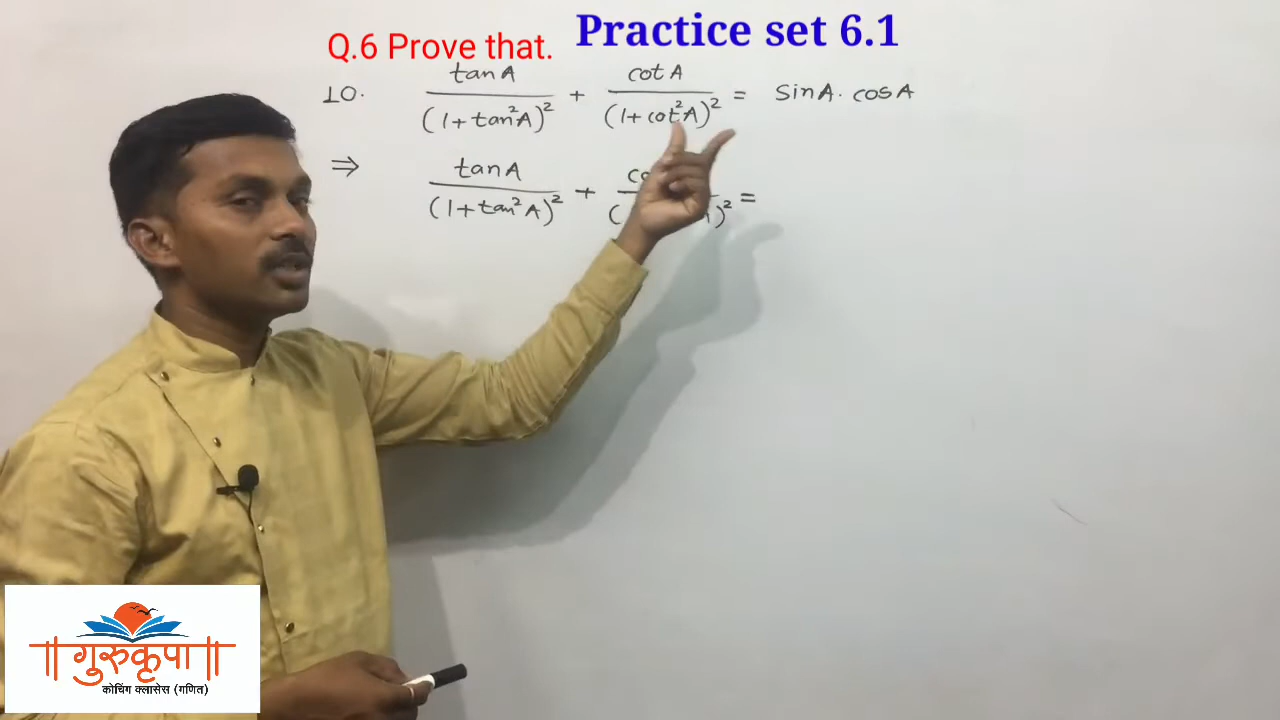 Practice set 6.1
Q.6 Prove that.
10. tanA/(1+tan²A)² + cotA/(1+cot²A)² = sinA. cosA
⇒ tanA/(1+tan²A)² + )² =
॥गुरुकृपा॥
कोचिंग क्लासेस (गणित)